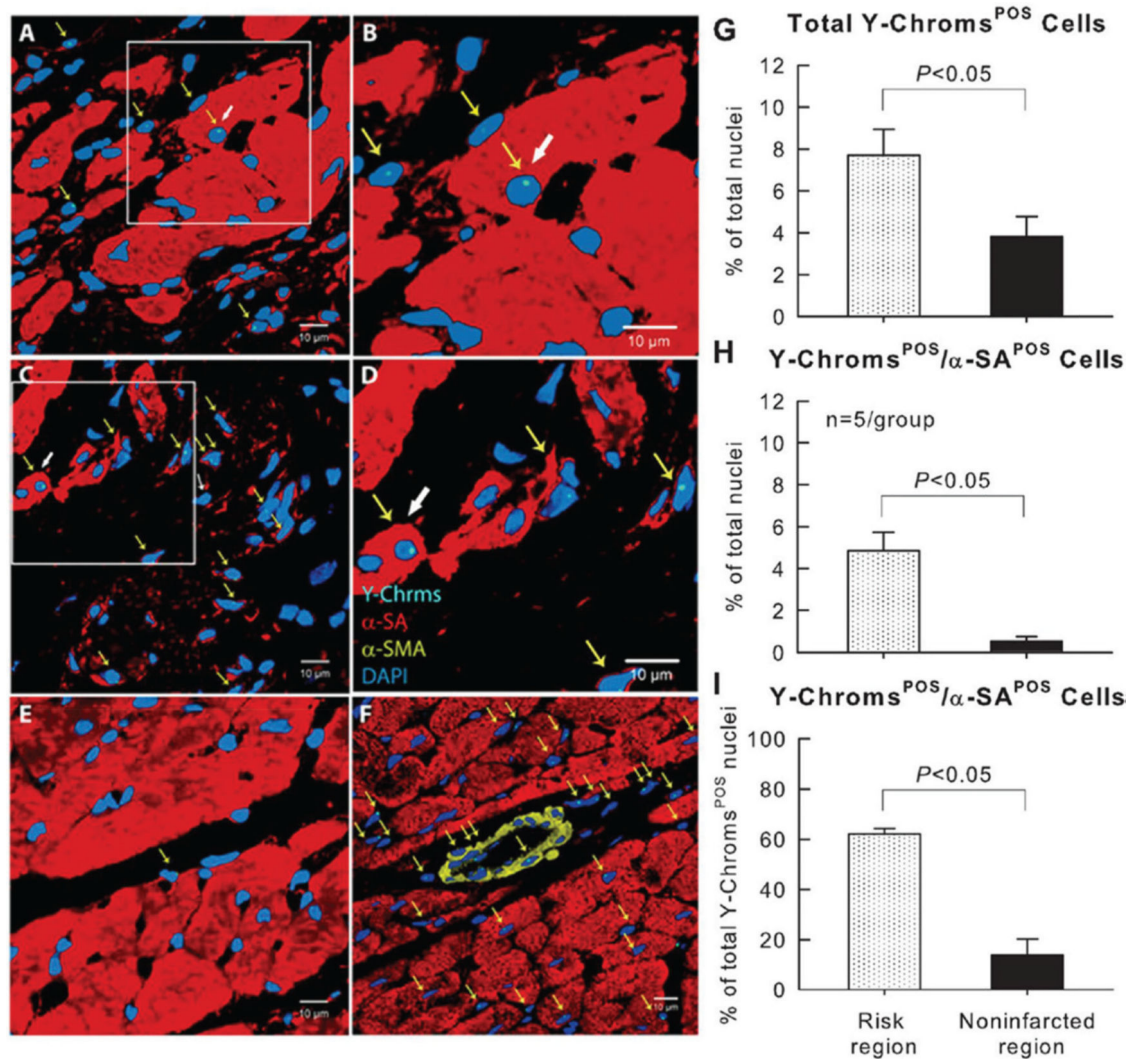 A
10 µm
B
10 µm
C
10 µm
D
Y-Chrms
α-SA
α-SMA
DAPI
10 µm
E
10 µm
F
10 µm
G Total Y-Chroms^POS Cells
P<0.05
12
10
8
6
4
2
0
% of total nuclei
H Y-Chroms^POS/α-SA^POS Cells
n=5/group
P<0.05
12
10
8
6
4
2
0
% of total nuclei
I Y-Chroms^POS/α-SA^POS Cells
P<0.05
100
80
60
40
20
0
% of total Y-Chroms^POS nuclei
Risk Noninfarcted
region region